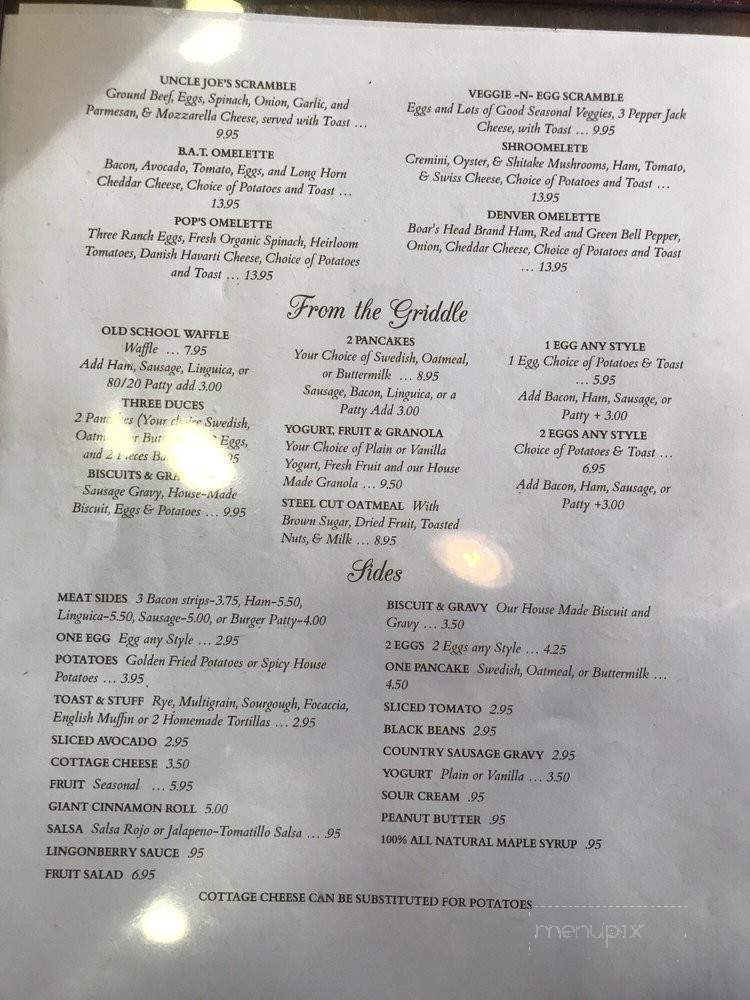 UNCLE JOE'S SCRAMBLE
Ground Beef, Eggs, Spinach, Onion, Garlic, and
Parmesan, & Mozzarella Cheese, served with Toast ...
9.95
B.A.T. OMELETTE
Bacon, Avocado, Tomato, Eggs, and Long Horn
Cheddar Cheese, Choice of Potatoes and Toast ...
13.95
POP'S OMELETTE
Three Ranch Eggs, Fresh Organic Spinach, Heirloom
Tomatoes, Danish Havarti Cheese, Choice of Potatoes
and Toast ... 13.95
VEGGIE -N- EGG SCRAMBLE
Eggs and Lots of Good Seasonal Veggies, 3 Pepper Jack
Cheese, with Toast ... 9.95
SHROOMELETE
Cremini, Oyster, & Shitake Mushrooms, Ham, Tomato,
& Swiss Cheese, Choice of Potatoes and Toast ...
13.95
DENVER OMELETTE
Boar's Head Brand Ham, Red and Green Bell Pepper,
Onion, Cheddar Cheese, Choice of Potatoes and Toast
... 13.95
From the Griddle
OLD SCHOOL WAFFLE
Waffle ... 7.95
Add Ham, Sausage, Linguica, or
80/20 Patty add 3.00
THREE DUCES
2 Pancakes (Your choice Swedish,
Eggs,
and 2 Pieces
BISCUITS &
Sausage Gravy, House-Made
Biscuit, Eggs & Potatoes ... 9.95
2 PANCAKES
Your Choice of Swedish, Oatmeal,
or Buttermilk ... 8.95
Sausage, Bacon, Linguica, or a
Patty Add 3.00
YOGURT, FRUIT & GRANOLA
Your Choice of Plain or Vanilla
Yogurt, Fresh Fruit and our House
Made Granola ... 9.50
STEEL CUT OATMEAL With
Brown Sugar, Dried Fruit, Toasted
Nuts, & Milk ... 8.95
1 EGG ANY STYLE
1 Egg, Choice of Potatoes & Toast
... 5.95
Add Bacon, Ham, Sausage, or
Patty + 3.00
2 EGGS ANY STYLE
Choice of Potatoes & Toast ...
6.95
Add Bacon, Ham, Sausage, or
Patty +3.00
Sides
MEAT SIDES 3 Bacon strips-3.75, Ham-5.50,
Linguica-5.50, Sausage-5.00, or Burger Patty-4.00
ONE EGG Egg any Style ... 2.95
POTATOES Golden Fried Potatoes or Spicy House
Potatoes ... 3.95
TOAST & STUFF Rye, Multigrain, Sourgough, Focaccia,
English Muffin or 2 Homemade Tortillas ... 2.95
SLICED AVOCADO 2.95
COTTAGE CHEESE 3.50
FRUIT Seasonal ... 5.95
GIANT CINNAMON ROLL 5.00
SALSA Salsa Rojo or Jalapeno-Tomatillo Salsa ... .95
LINGONBERRY SAUCE .95
FRUIT SALAD 6.95
BISCUIT & GRAVY Our House Made Biscuit and
Gravy ... 3.50
2 EGGS 2 Eggs any Style ... 4.25
ONE PANCAKE Swedish, Oatmeal, or Buttermilk ...
4.50
SLICED TOMATO 2.95
BLACK BEANS 2.95
COUNTRY SAUSAGE GRAVY 2.95
YOGURT Plain or Vanilla ... 3.50
SOUR CREAM .95
PEANUT BUTTER .95
100% ALL NATURAL MAPLE SYRUP .95
COTTAGE CHEESE CAN BE SUBSTITUTED FOR POTATOES
menupix